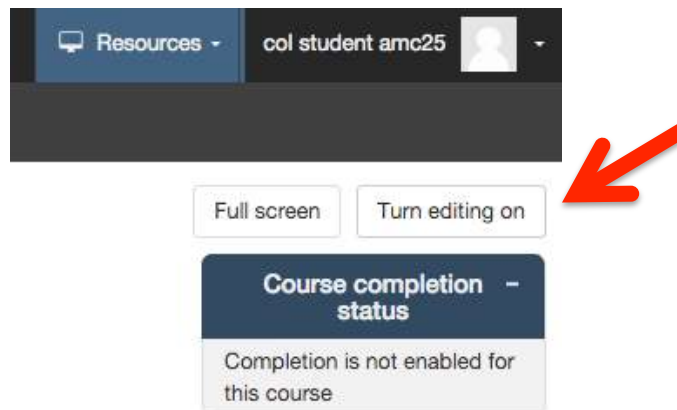 Resources
col student amc25
Full screen
Turn editing on
Course completion
status
Completion is not enabled for
this course